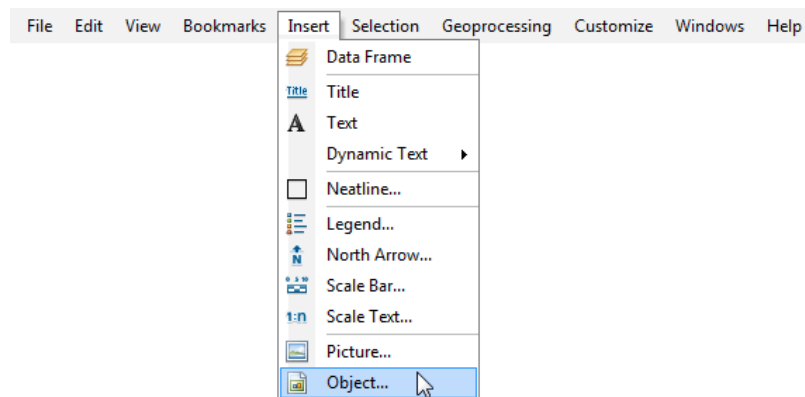 File Edit View Bookmarks Insert Selection Geoprocessing Customize Windows Help
Data Frame
Title Title
A Text
Dynamic Text
Neatline...
Legend...
N North Arrow...
Scale Bar...
1:n Scale Text...
Picture...
Object...